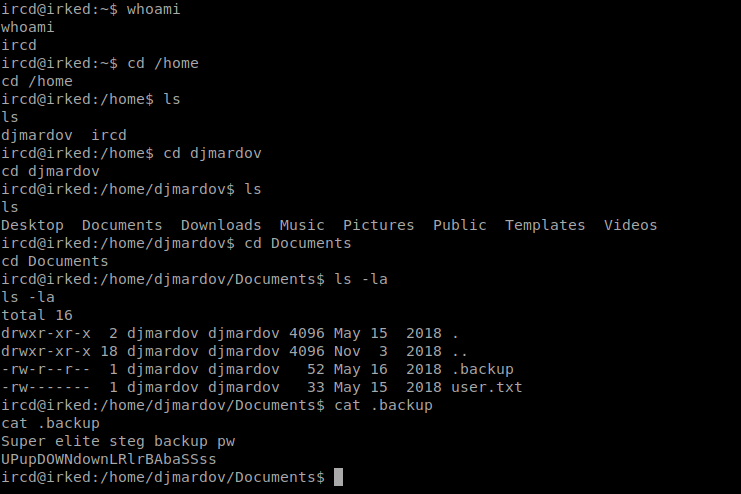 ircd@irked:~$ whoami
whoami
ircd
ircd@irked:~$ cd /home
cd /home
ircd@irked:/home$ ls
ls
djmardov  ircd
ircd@irked:/home$ cd djmardov
cd djmardov
ircd@irked:/home/djmardov$ ls
ls
Desktop  Documents  Downloads  Music  Pictures  Public  Templates  Videos
ircd@irked:/home/djmardov$ cd Documents
cd Documents
ircd@irked:/home/djmardov/Documents$ ls -la
ls -la
total 16
drwxr-xr-x  2 djmardov djmardov 4096 May 15  2018 .
drwxr-xr-x 18 djmardov djmardov 4096 Nov  3  2018 ..
-rw-r--r--  1 djmardov djmardov   52 May 16  2018 .backup
-rw-------  1 djmardov djmardov   33 May 15  2018 user.txt
ircd@irked:/home/djmardov/Documents$ cat .backup
cat .backup
Super elite steg backup pw
UPupDOWNdownLRlrBAbaSSss
ircd@irked:/home/djmardov/Documents$